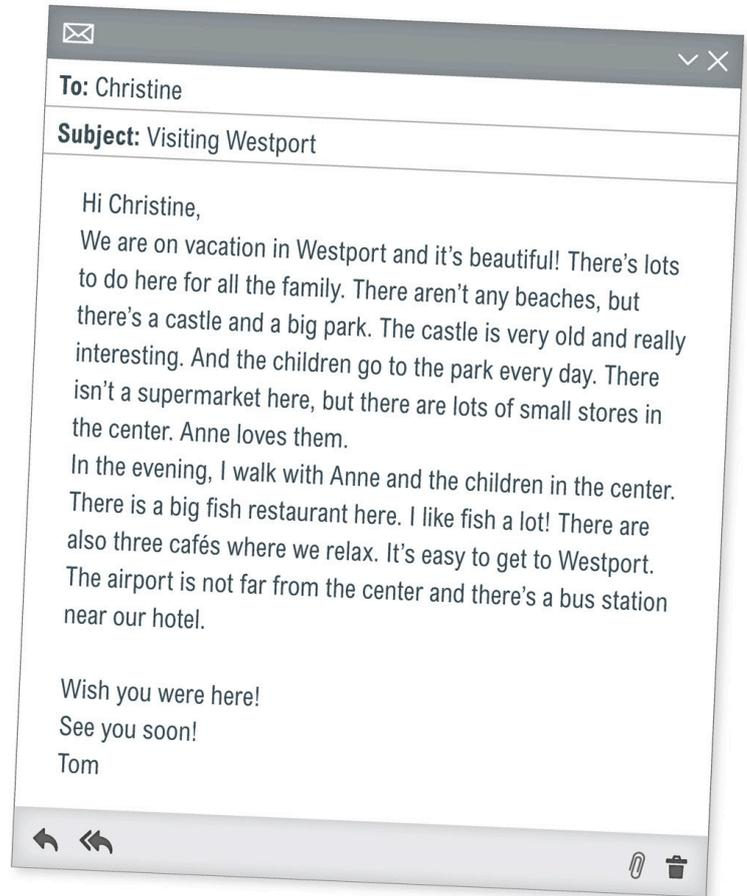 To: Christine
Subject: Visiting Westport
Hi Christine,
We are on vacation in Westport and it's beautiful! There's lots
to do here for all the family. There aren't any beaches, but
there's a castle and a big park. The castle is very old and really
interesting. And the children go to the park every day. There
isn't a supermarket here, but there are lots of small stores in
the center. Anne loves them.
In the evening, I walk with Anne and the children in the center.
There is a big fish restaurant here. I like fish a lot! There are
also three cafés where we relax. It's easy to get to Westport.
The airport is not far from the center and there's a bus station
near our hotel.
Wish you were here!
See you soon!
Tom